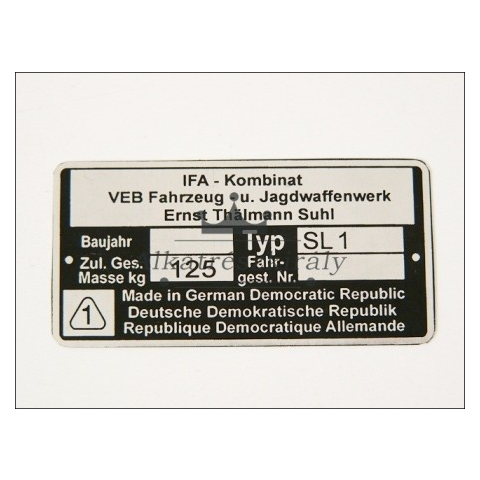 IFA - Kombinat
VEB Fahrzeug u. Jagdwaffenwerk
Ernst Thälmann Suhl
Baujahr Typ SL 1
Zul. Ges. Masse kg 125 Fahr- gest. Nr.
1 Made in German Democratic Republic
Deutsche Demokratische Republik
Republique Democratique Allemande